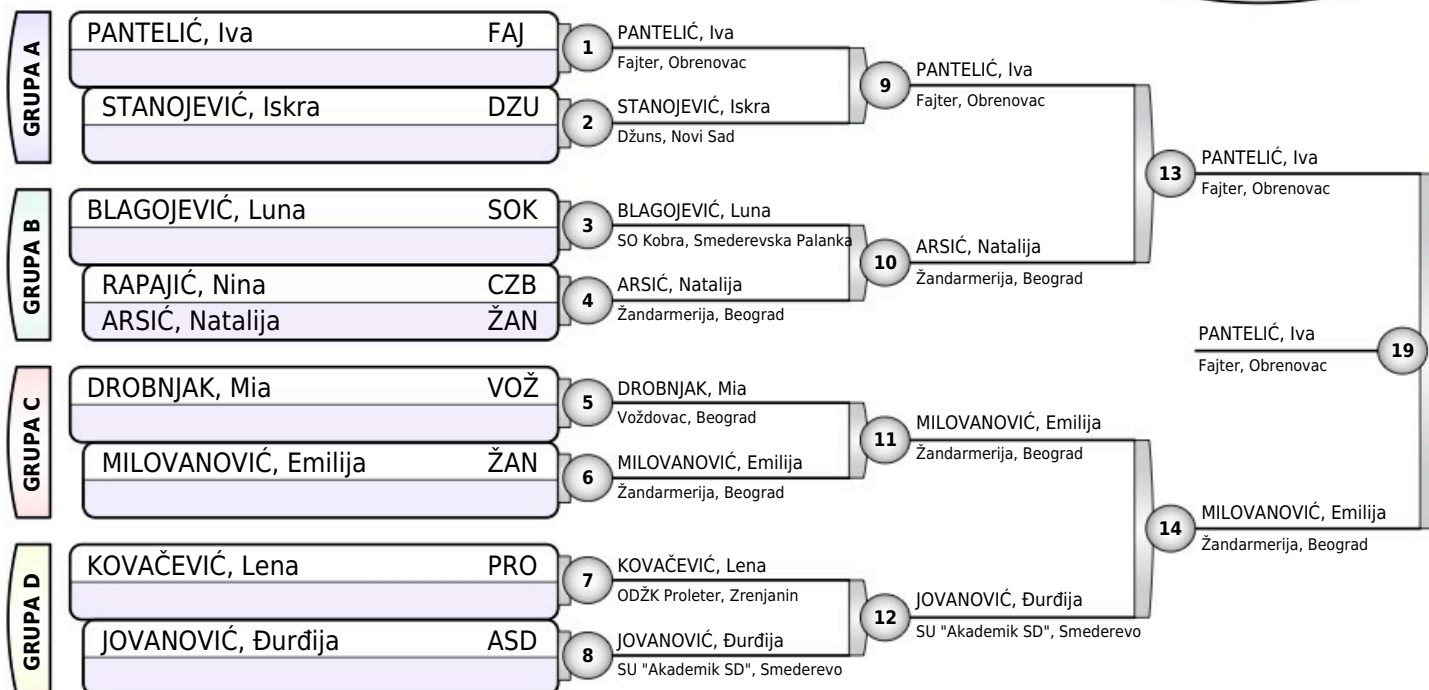 GRUPA A
PANTELIĆ, Iva FAJ
STANOJEVIĆ, Iskra DZU
GRUPA B
BLAGOJEVIĆ, Luna SOK
RAPAJIĆ, Nina CZB
ARSIĆ, Natalija ŽAN
GRUPA C
DROBNJAK, Mia VOŽ
MILOVANOVIĆ, Emilija ŽAN
GRUPA D
KOVAČEVIĆ, Lena PRO
JOVANOVIĆ, Đurđija ASD
1
PANTELIĆ, Iva
Fajter, Obrenovac
2
STANOJEVIĆ, Iskra
Džuns, Novi Sad
3
BLAGOJEVIĆ, Luna
SO Kobra, Smederevska Palanka
4
ARSIĆ, Natalija
Žandarmerija, Beograd
5
DROBNJAK, Mia
Voždovac, Beograd
6
MILOVANOVIĆ, Emilija
Žandarmerija, Beograd
7
KOVAČEVIĆ, Lena
ODŽK Proleter, Zrenjanin
8
JOVANOVIĆ, Đurđija
SU "Akademik SD", Smederevo
9
PANTELIĆ, Iva
Fajter, Obrenovac
10
ARSIĆ, Natalija
Žandarmerija, Beograd
11
MILOVANOVIĆ, Emilija
Žandarmerija, Beograd
12
JOVANOVIĆ, Đurđija
SU "Akademik SD", Smederevo
13
PANTELIĆ, Iva
Fajter, Obrenovac
14
MILOVANOVIĆ, Emilija
Žandarmerija, Beograd
PANTELIĆ, Iva
Fajter, Obrenovac
19